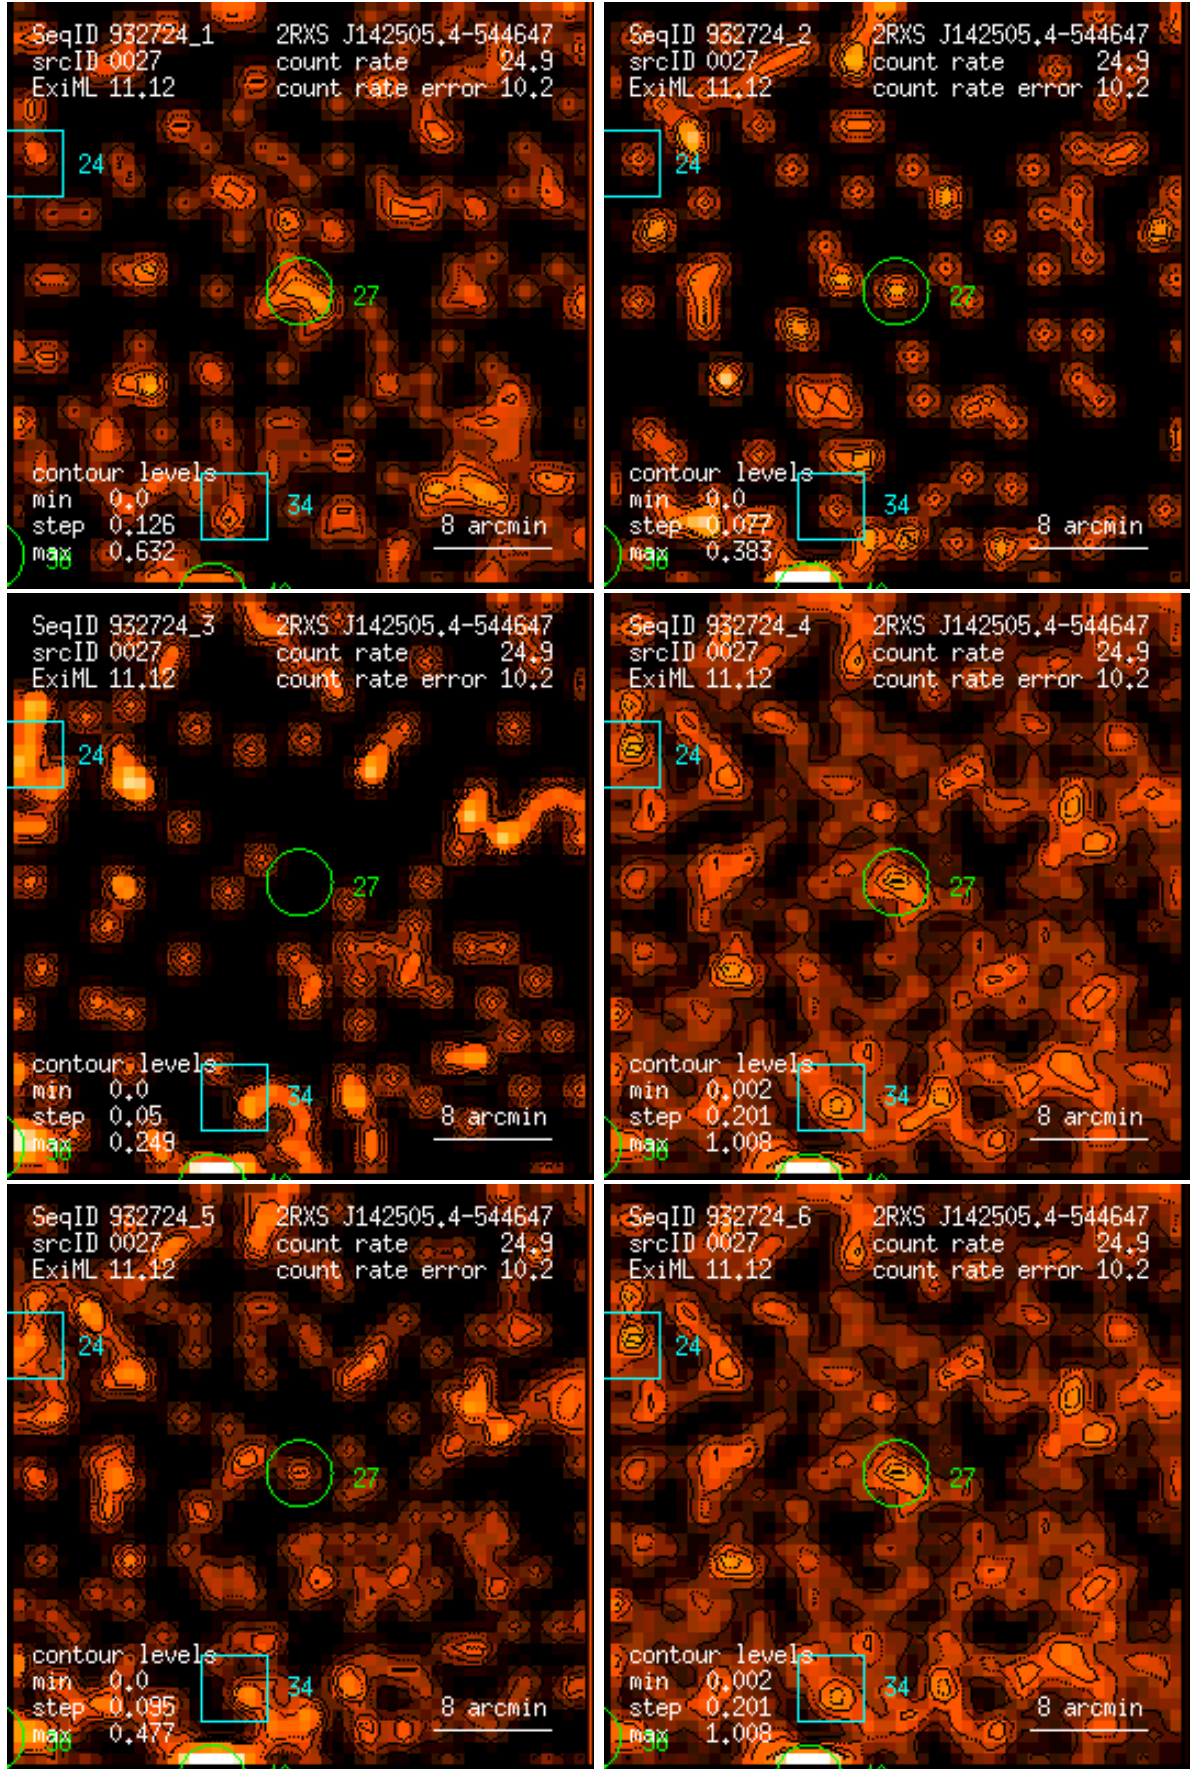 SeqID 932724_1 2RXS J142505.4-544647
srcID 0027 count rate 24.9
ExiML 11.12 count rate error 10.2
24
27
contour levels
min 0.0
34
step 0.126
8 arcmin
max 0.632
SeqID 932724_2 2RXS J142505.4-544647
srcID 0027 count rate 24.9
ExiML 11.12 count rate error 10.2
24
27
contour levels
min 0.0
34
step 0.077
8 arcmin
max 0.383
SeqID 932724_3 2RXS J142505.4-544647
srcID 0027 count rate 24.9
ExiML 11.12 count rate error 10.2
24
27
contour levels
min 0.0
34
step 0.05
8 arcmin
max 0.249
SeqID 932724_4 2RXS J142505.4-544647
srcID 0027 count rate 24.9
ExiML 11.12 count rate error 10.2
24
27
contour levels
min 0.002
34
step 0.201
8 arcmin
max 1.008
SeqID 932724_5 2RXS J142505.4-544647
srcID 0027 count rate 24.9
ExiML 11.12 count rate error 10.2
24
27
contour levels
min 0.0
34
step 0.095
8 arcmin
max 0.477
SeqID 932724_6 2RXS J142505.4-544647
srcID 0027 count rate 24.9
ExiML 11.12 count rate error 10.2
24
27
contour levels
min 0.002
34
step 0.201
8 arcmin
max 1.008